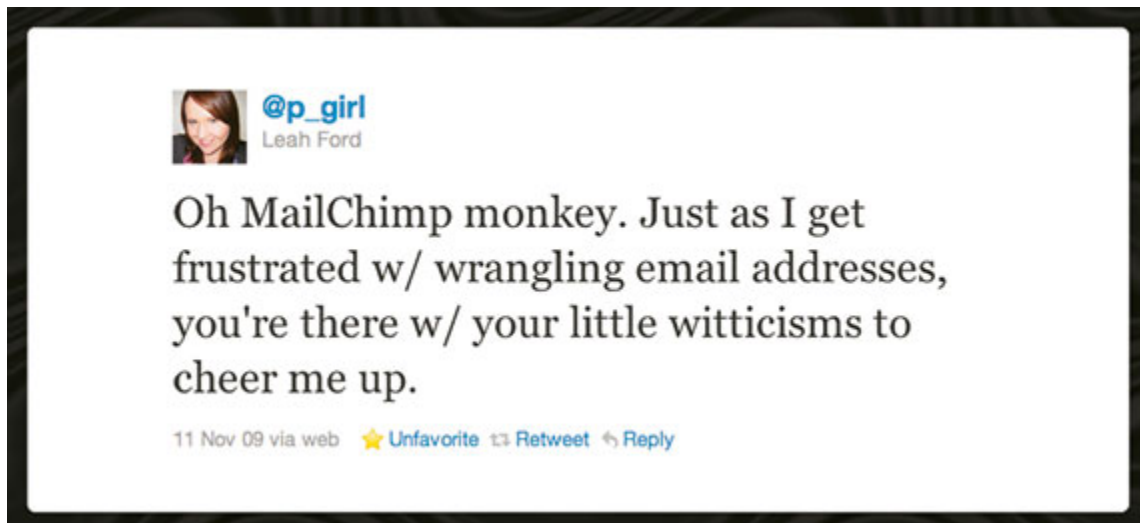 @p_girl
Leah Ford
Oh MailChimp monkey. Just as I get
frustrated w/ wrangling email addresses,
you're there w/ your little witticisms to
cheer me up.
11 Nov 09 via web Unfavorite Retweet Reply